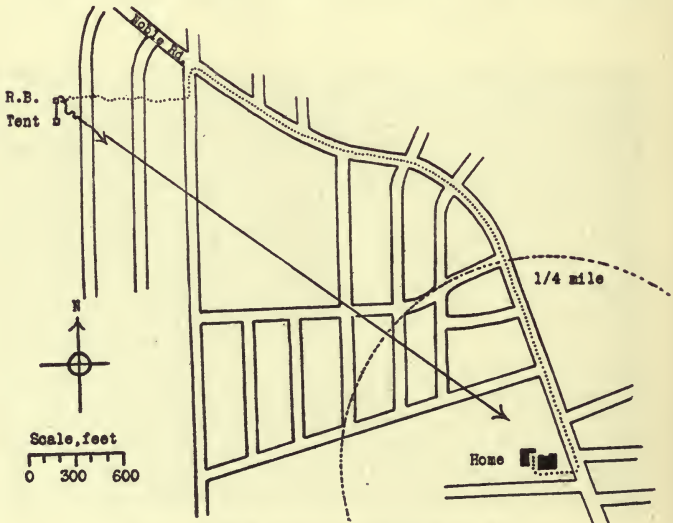 Noble Rd.
R.B.
Tent
1/4 mile
N
Scale, feet
0 300 600
Home